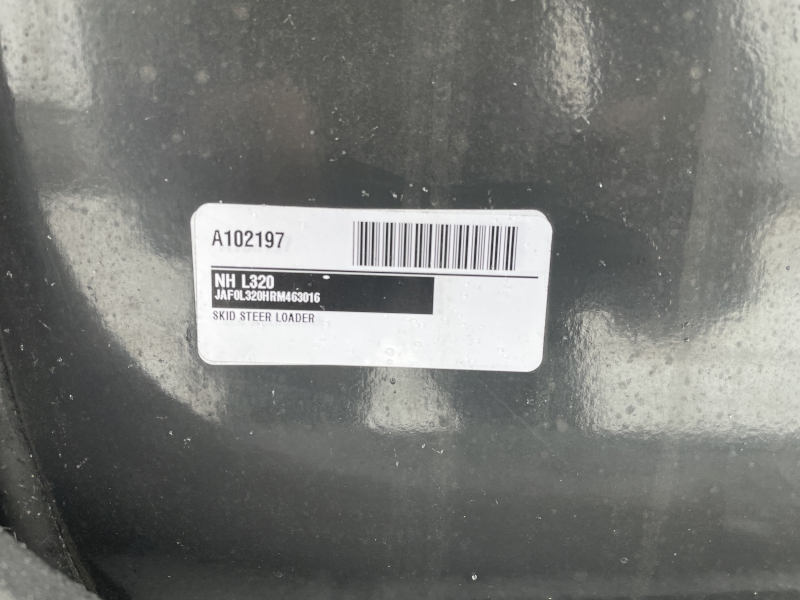 A102197
NH L320
JAF0L320HRM463016
SKID STEER LOADER